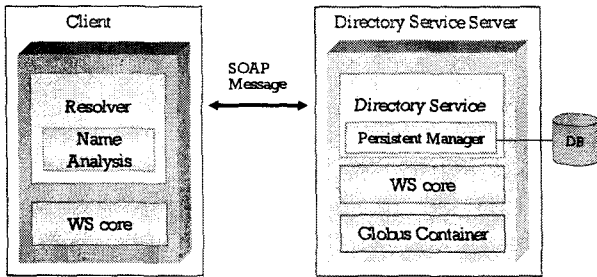 Client
Resolver
Name
Analysis
WS core
SOAP
Message
Directory Service Server
Directory Service
Persistent Manager
WS core
Globus Container
DB